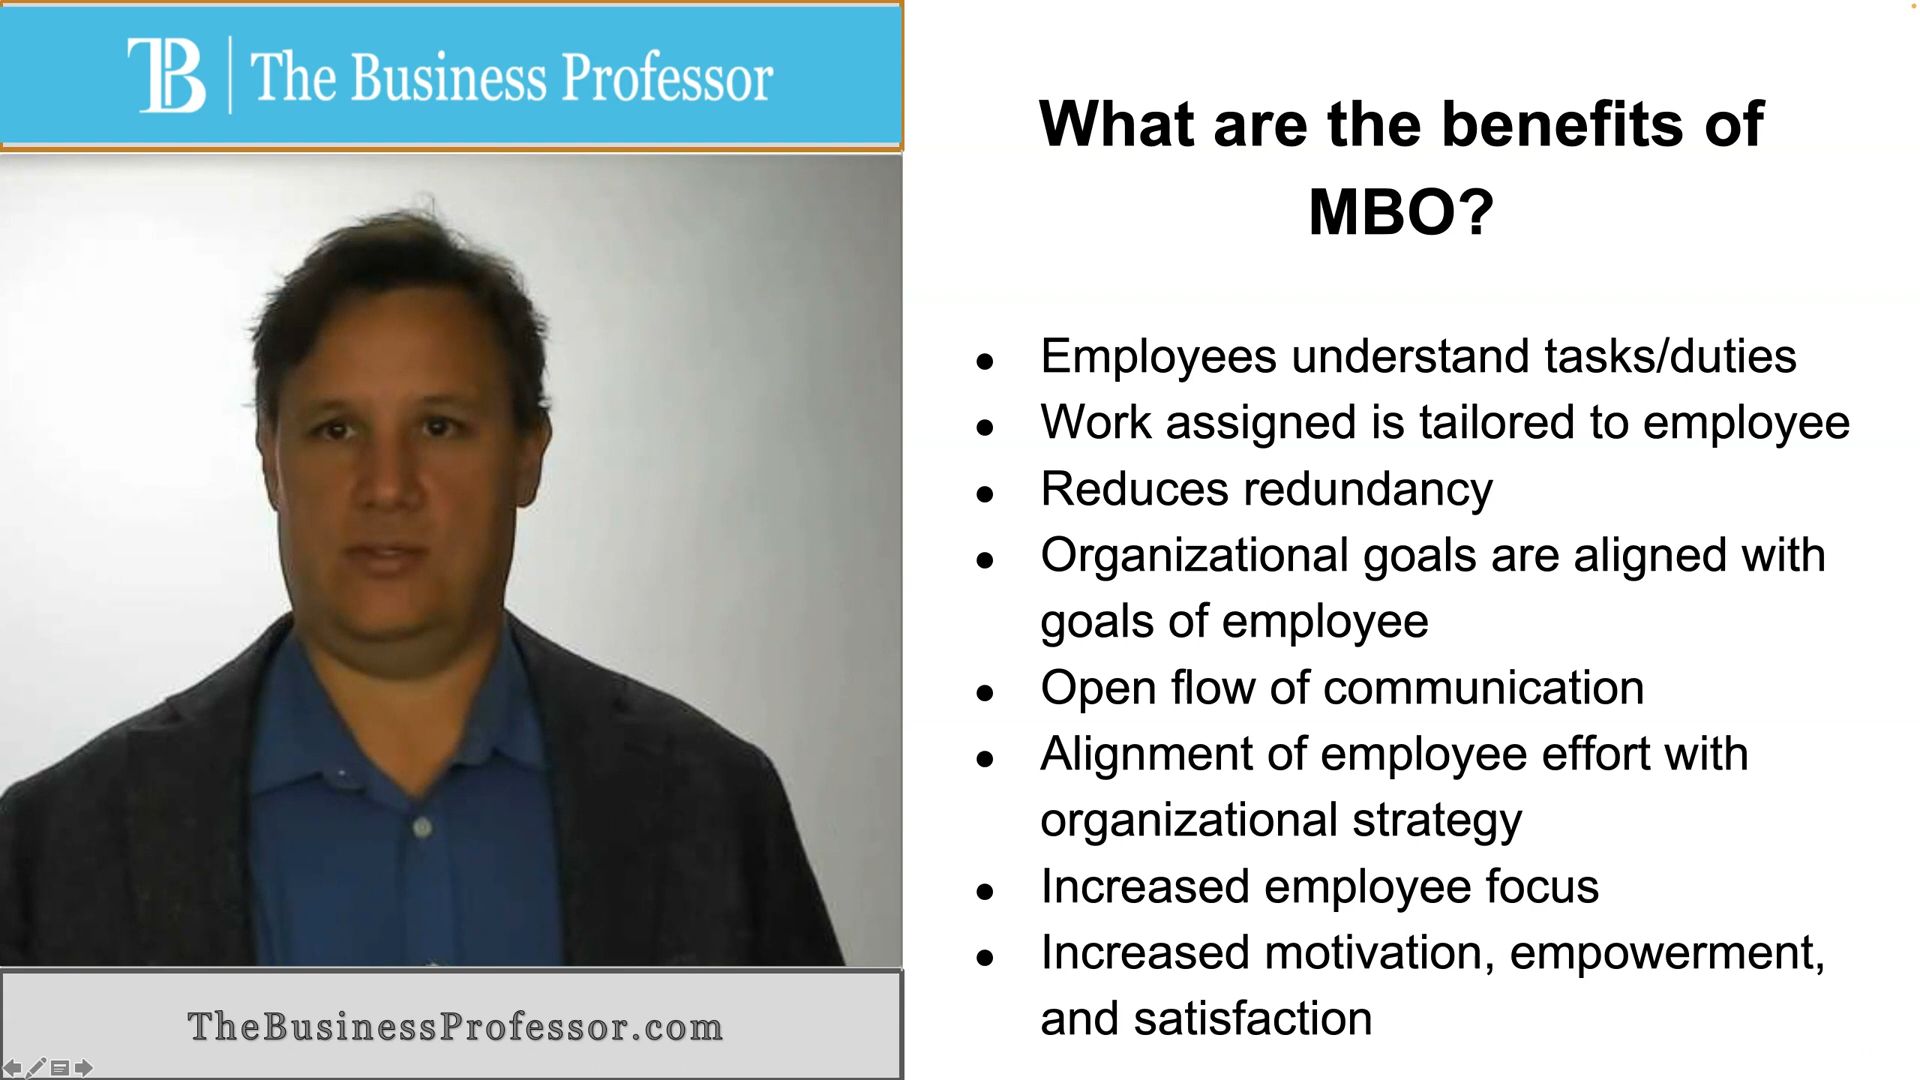 TB The Business Professor
What are the benefits of
MBO?
● Employees understand tasks/duties
● Work assigned is tailored to employee
● Reduces redundancy
● Organizational goals are aligned with
goals of employee
● Open flow of communication
● Alignment of employee effort with
organizational strategy
● Increased employee focus
● Increased motivation, empowerment,
and satisfaction
TheBusinessProfessor.com